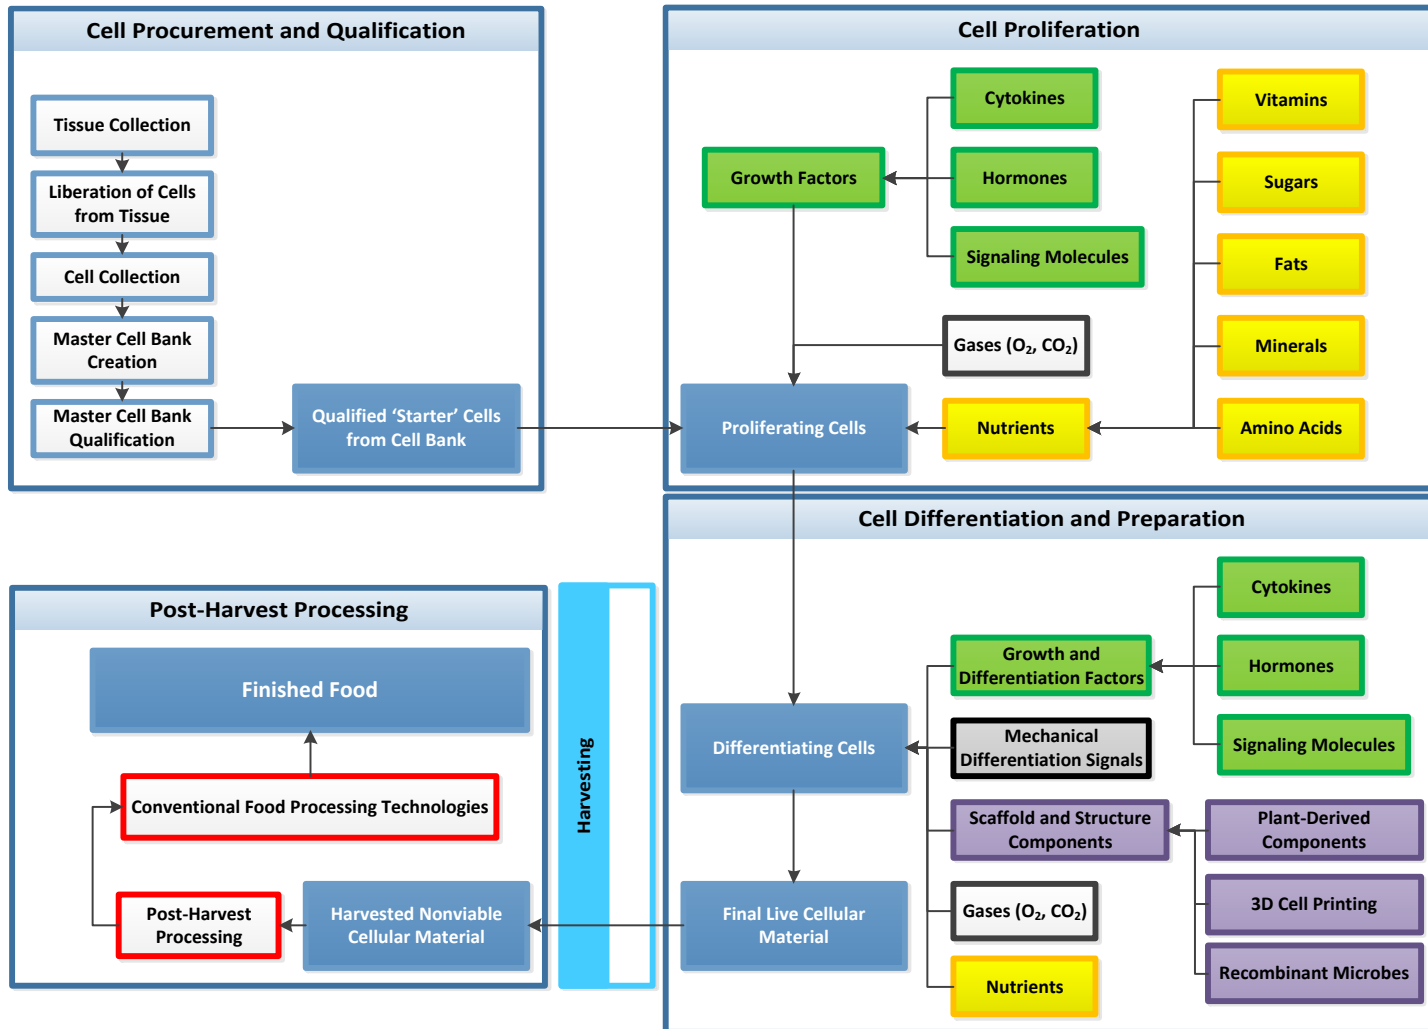 Cell Procurement and Qualification
Tissue Collection
Liberation of Cells
from Tissue
Cell Collection
Master Cell Bank
Creation
Master Cell Bank
Qualification
Qualified ‘Starter’ Cells
from Cell Bank
Cell Proliferation
Cytokines
Growth Factors
Hormones
Signaling Molecules
Gases (O₂, CO₂)
Proliferating Cells
Nutrients
Vitamins
Sugars
Fats
Minerals
Amino Acids
Cell Differentiation and Preparation
Cytokines
Growth and
Differentiation Factors
Hormones
Signaling Molecules
Differentiating Cells
Mechanical
Differentiation Signals
Scaffold and Structure
Components
Plant-Derived
Components
3D Cell Printing
Recombinant Microbes
Gases (O₂, CO₂)
Nutrients
Final Live Cellular
Material
Harvesting
Post-Harvest Processing
Finished Food
Conventional Food Processing Technologies
Post-Harvest
Processing
Harvested Nonviable
Cellular Material